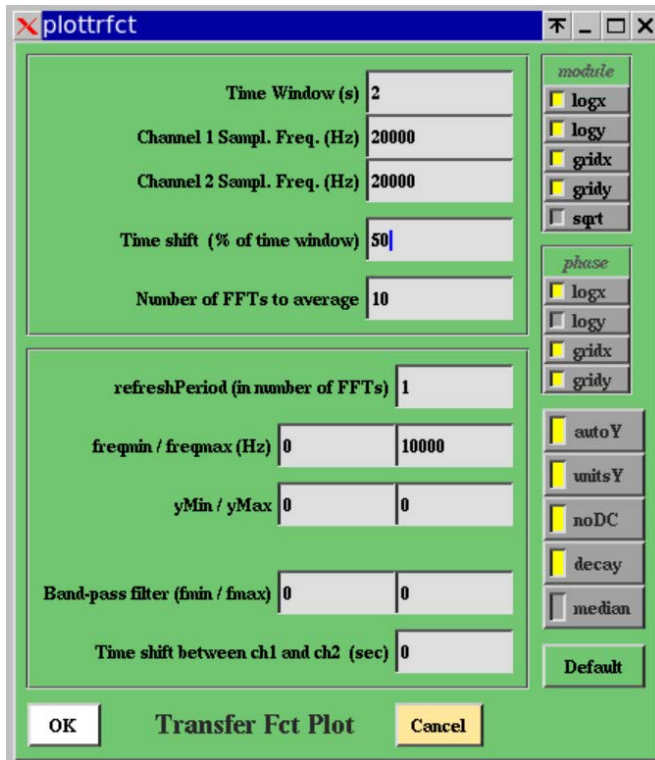 plottrfct
Time Window (s) 2
Channel 1 Sampl. Freq. (Hz) 20000
Channel 2 Sampl. Freq. (Hz) 20000
Time shift (% of time window) 50
Number of FFTs to average 10
refreshPeriod (in number of FFTs) 1
freqmin / freqmax (Hz) 0 10000
yMin / yMax 0 0
Band-pass filter (fmin / fmax) 0 0
Time shift between ch1 and ch2 (sec) 0
module
logx
logy
gridx
gridy
sqrt
phase
logx
logy
gridx
gridy
autoY
unitsY
noDC
decay
median
Default
OK Transfer Fct Plot Cancel